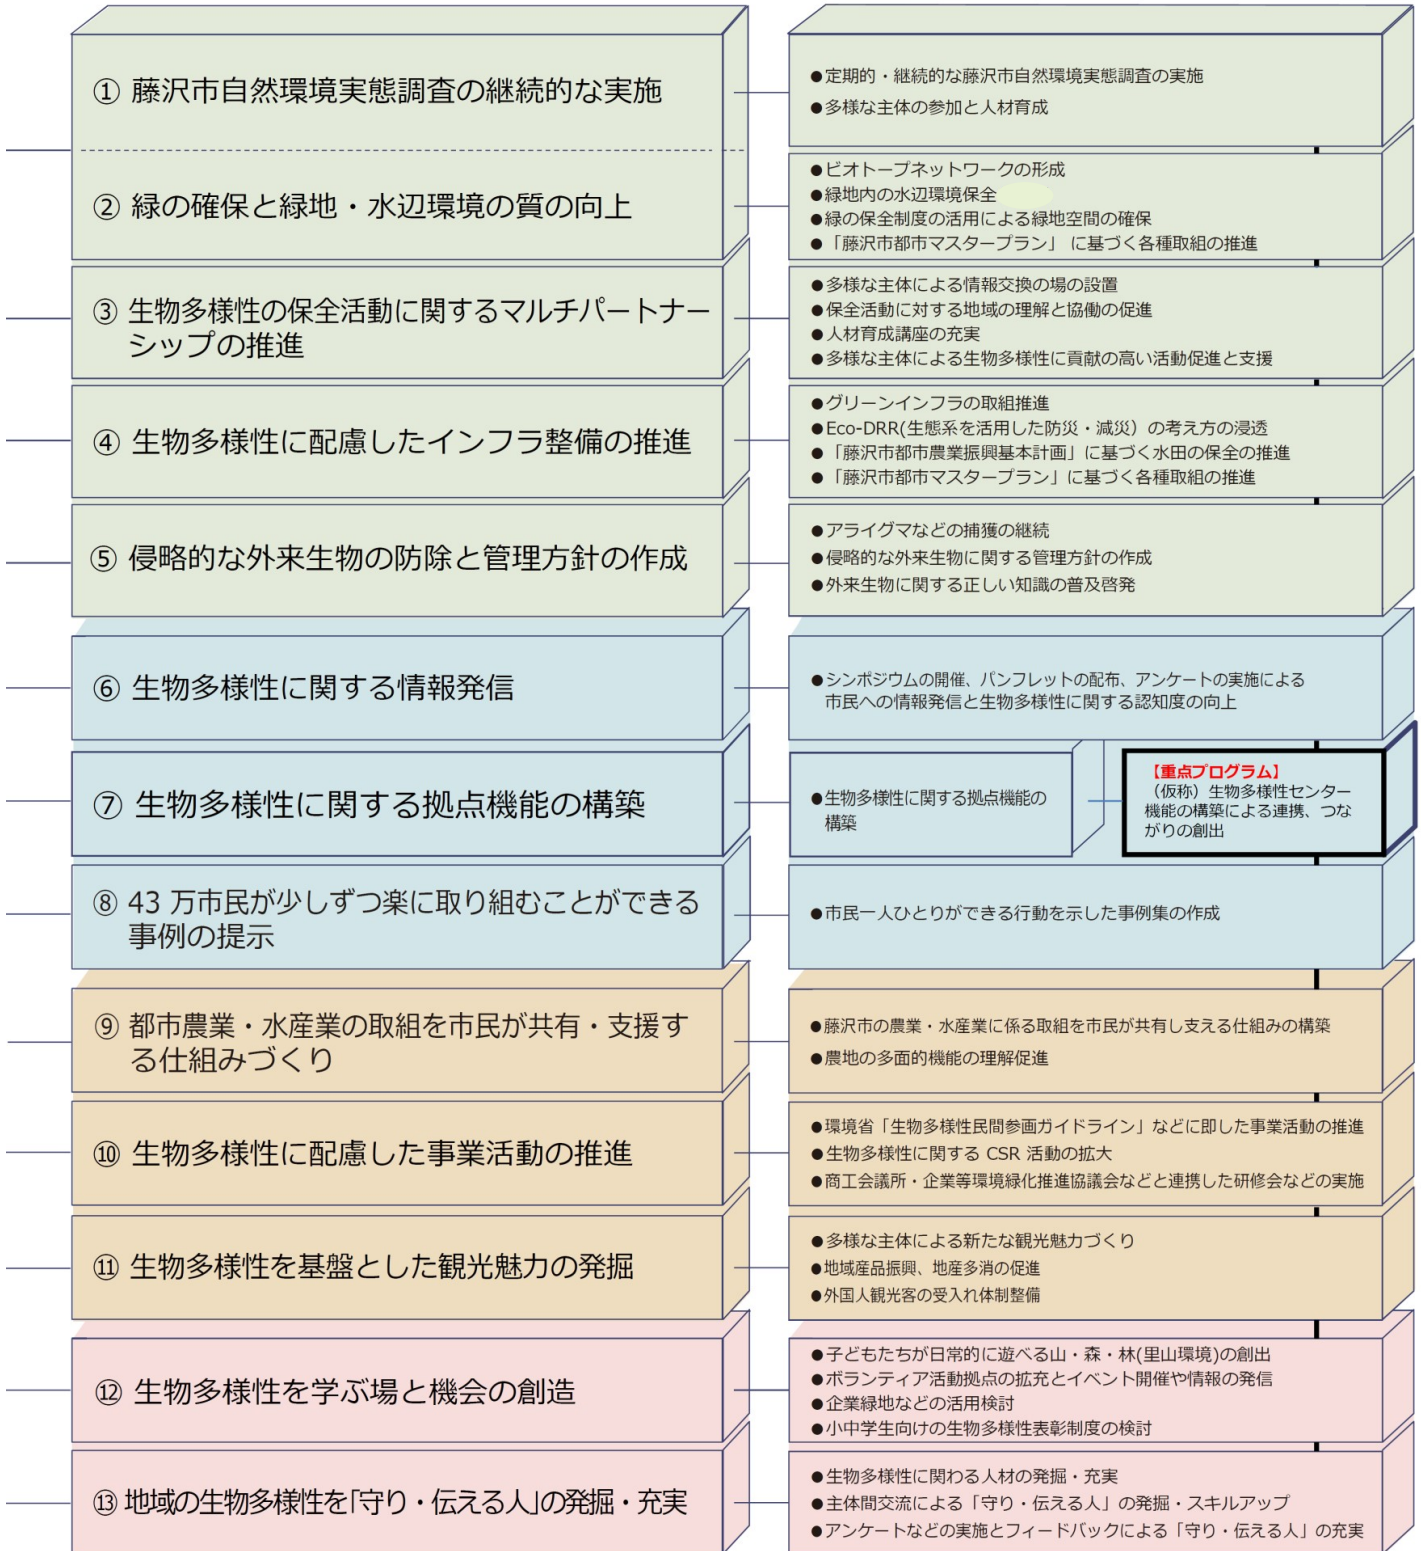 ① 藤沢市自然環境実態調査の継続的な実施
●定期的・継続的な藤沢市自然環境実態調査の実施
●多様な主体の参加と人材育成
② 緑の確保と緑地・水辺環境の質の向上
●ビオトープネットワークの形成
●緑地内の水辺環境保全
●緑の保全制度の活用による緑地空間の確保
●「藤沢市都市マスタープラン」 に基づく各種取組の推進
③ 生物多様性の保全活動に関するマルチパートナー
シップの推進
●多様な主体による情報交換の場の設置
●保全活動に対する地域の理解と協働の促進
●人材育成講座の充実
●多様な主体による生物多様性に貢献の高い活動促進と支援
④ 生物多様性に配慮したインフラ整備の推進
●グリーンインフラの取組推進
●Eco-DRR(生態系を活用した防災・減災）の考え方の浸透
●「藤沢市都市農業振興基本計画」に基づく水田の保全の推進
●「藤沢市都市マスタープラン」に基づく各種取組の推進
⑤ 侵略的な外来生物の防除と管理方針の作成
●アライグマなどの捕獲の継続
●侵略的な外来生物に関する管理方針の作成
●外来生物に関する正しい知識の普及啓発
⑥ 生物多様性に関する情報発信
●シンポジウムの開催、パンフレットの配布、アンケートの実施による
市民への情報発信と生物多様性に関する認知度の向上
⑦ 生物多様性に関する拠点機能の構築
●生物多様性に関する拠点機能の
構築
【重点プログラム】
（仮称）生物多様性センター
機能の構築による連携、つな
がりの創出
⑧ 43 万市民が少しずつ楽に取り組むことができる
事例の提示
●市民一人ひとりができる行動を示した事例集の作成
⑨ 都市農業・水産業の取組を市民が共有・支援す
る仕組みづくり
●藤沢市の農業・水産業に係る取組を市民が共有し支える仕組みの構築
●農地の多面的機能の理解促進
⑩ 生物多様性に配慮した事業活動の推進
●環境省「生物多様性民間参画ガイドライン」などに即した事業活動の推進
●生物多様性に関する CSR 活動の拡大
●商工会議所・企業等環境緑化推進協議会などと連携した研修会などの実施
⑪ 生物多様性を基盤とした観光魅力の発掘
●多様な主体による新たな観光魅力づくり
●地域産品振興、地産多消の促進
●外国人観光客の受入れ体制整備
⑫ 生物多様性を学ぶ場と機会の創造
●子どもたちが日常的に遊べる山・森・林(里山環境)の創出
●ボランティア活動拠点の拡充とイベント開催や情報の発信
●企業緑地などの活用検討
●小中学生向けの生物多様性表彰制度の検討
⑬ 地域の生物多様性を｢守り・伝える人｣の発掘・充実
●生物多様性に関わる人材の発掘・充実
●主体間交流による「守り・伝える人」の発掘・スキルアップ
●アンケートなどの実施とフィードバックによる「守り・伝える人」の充実